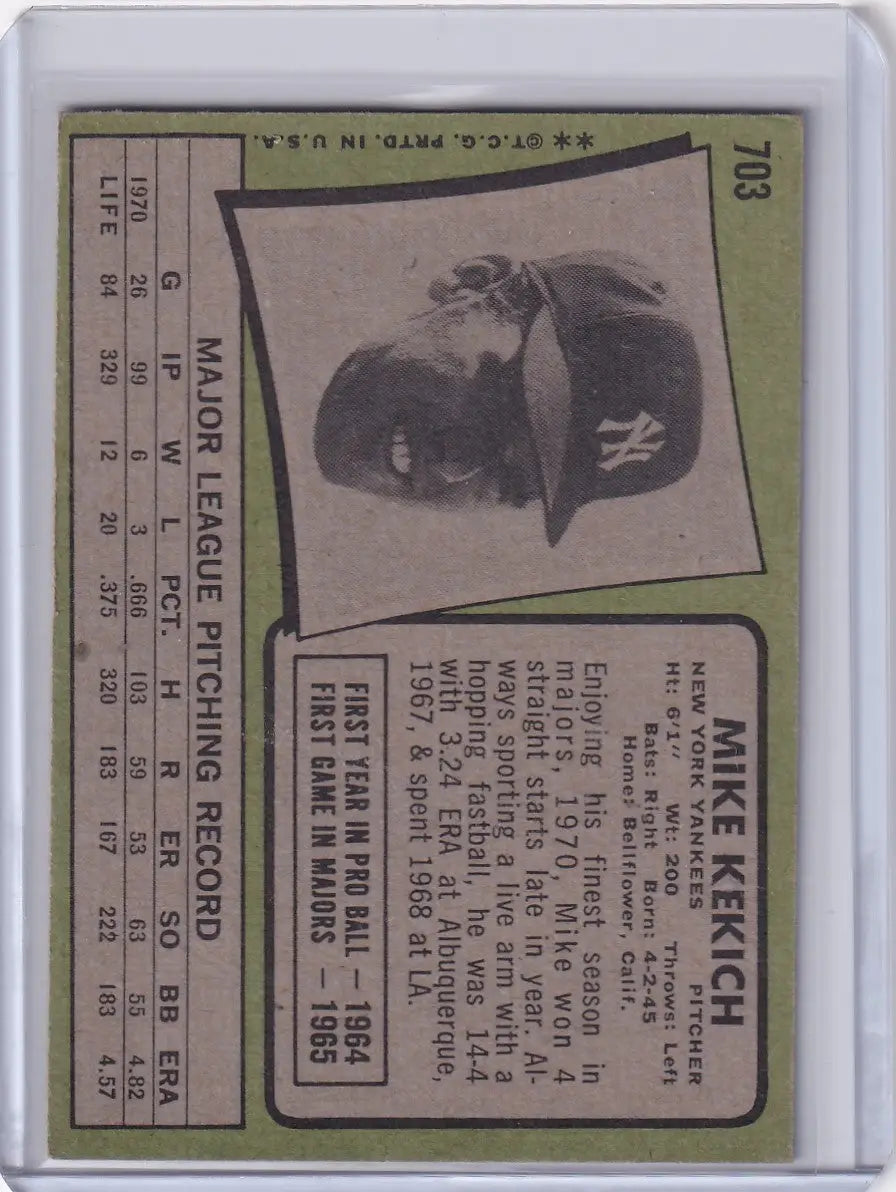 703
**©T.C.G. PRTD. IN U.S.A.
NY
MIKE KEKICH
NEW YORK YANKEES PITCHER
Ht: 6'1" Wt: 200 Throws: Left
Bats: Right Born: 4-2-45
Home: Bellflower, Calif.
Enjoying his finest season in
majors, 1970, Mike won 4
straight starts late in year. Al-
ways sporting a live arm with a
hopping fastball, he was 14-4
with 3.24 ERA at Albuquerque,
1967, & spent 1968 at LA.
FIRST YEAR IN PRO BALL — 1964
FIRST GAME IN MAJORS — 1965
MAJOR LEAGUE PITCHING RECORD
G IP W L PCT. H R ER SO BB ERA
1970 26 99 6 3 .666 103 59 53 63 55 4.82
LIFE 84 329 12 20 .375 320 183 167 222 183 4.57